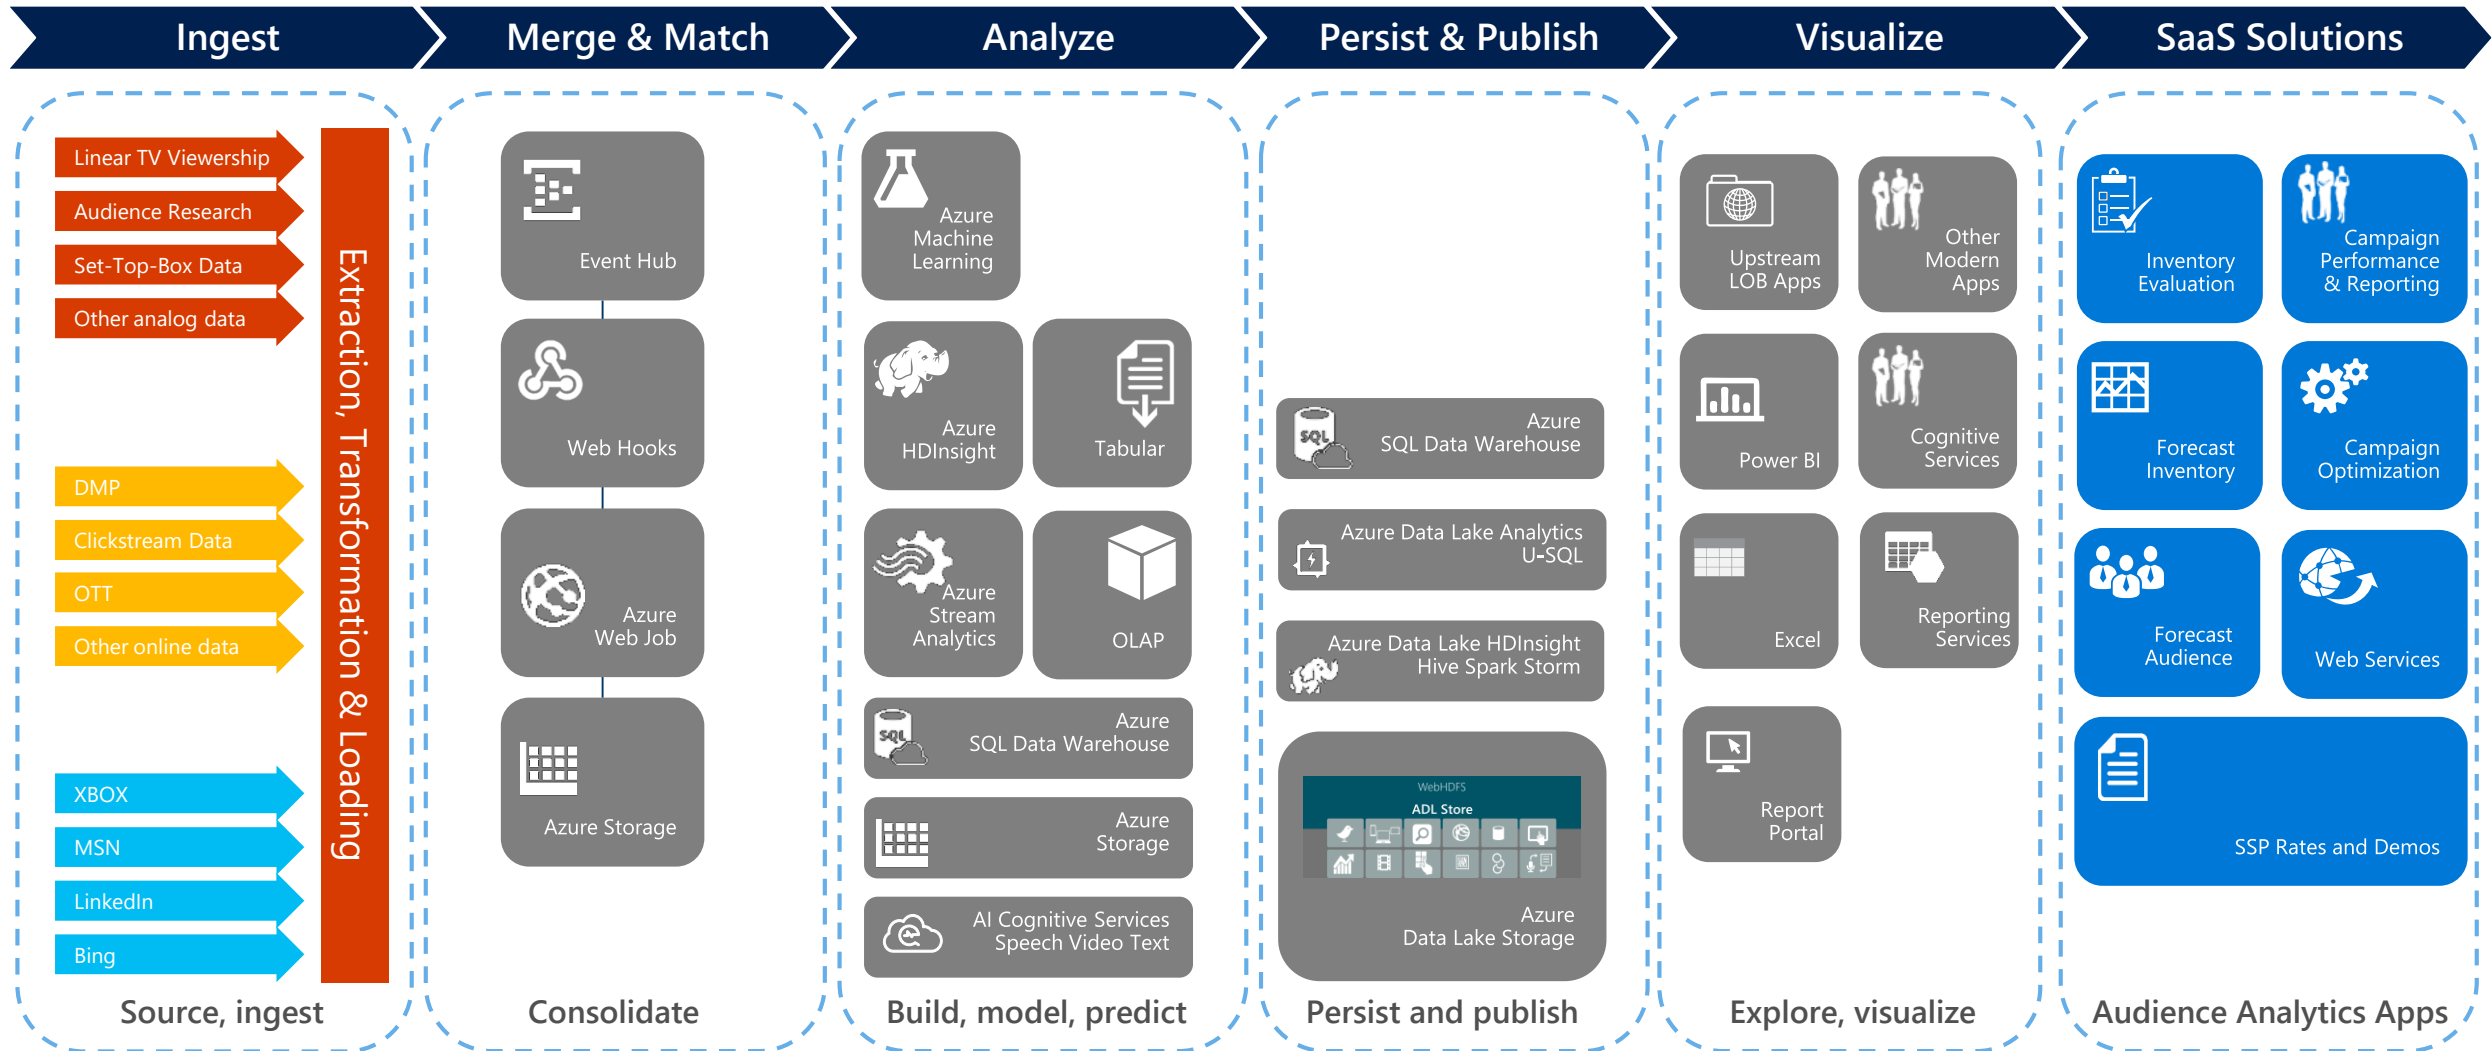 Ingest
Merge & Match
Analyze
Persist & Publish
Visualize
SaaS Solutions
Linear TV Viewership
Audience Research
Set-Top-Box Data
Other analog data
DMP
Clickstream Data
OTT
Other online data
XBOX
MSN
LinkedIn
Bing
Extraction, Transformation & Loading
Source, ingest
Event Hub
Web Hooks
Azure
Web Job
Azure Storage
Consolidate
Azure
Machine
Learning
Azure
HDInsight
Tabular
Azure
Stream
Analytics
OLAP
SQL
Azure
SQL Data Warehouse
Azure
Storage
AI Cognitive Services
Speech Video Text
Build, model, predict
SQL
Azure
SQL Data Warehouse
Azure Data Lake Analytics
U-SQL
Azure Data Lake HDInsight
Hive Spark Storm
WebHDFS
ADL Store
Azure
Data Lake Storage
Persist and publish
Upstream
LOB Apps
Other
Modern
Apps
Power BI
Cognitive
Services
Excel
Reporting
Services
Report
Portal
Explore, visualize
Inventory
Evaluation
Campaign
Performance
& Reporting
Forecast
Inventory
Campaign
Optimization
Forecast
Audience
Web Services
SSP Rates and Demos
Audience Analytics Apps